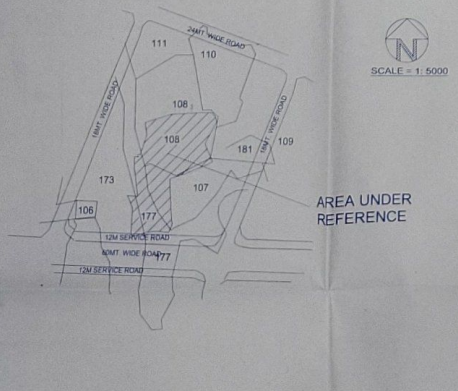 24MT. WIDE ROAD
111
110
N
SCALE = 1: 5000
18MT. WIDE ROAD
108
108
18MT. WIDE ROAD
181
109
173
107
AREA UNDER
REFERENCE
106
177
12M SERVICE ROAD
60MT. WIDE ROAD
177
12M SERVICE ROAD